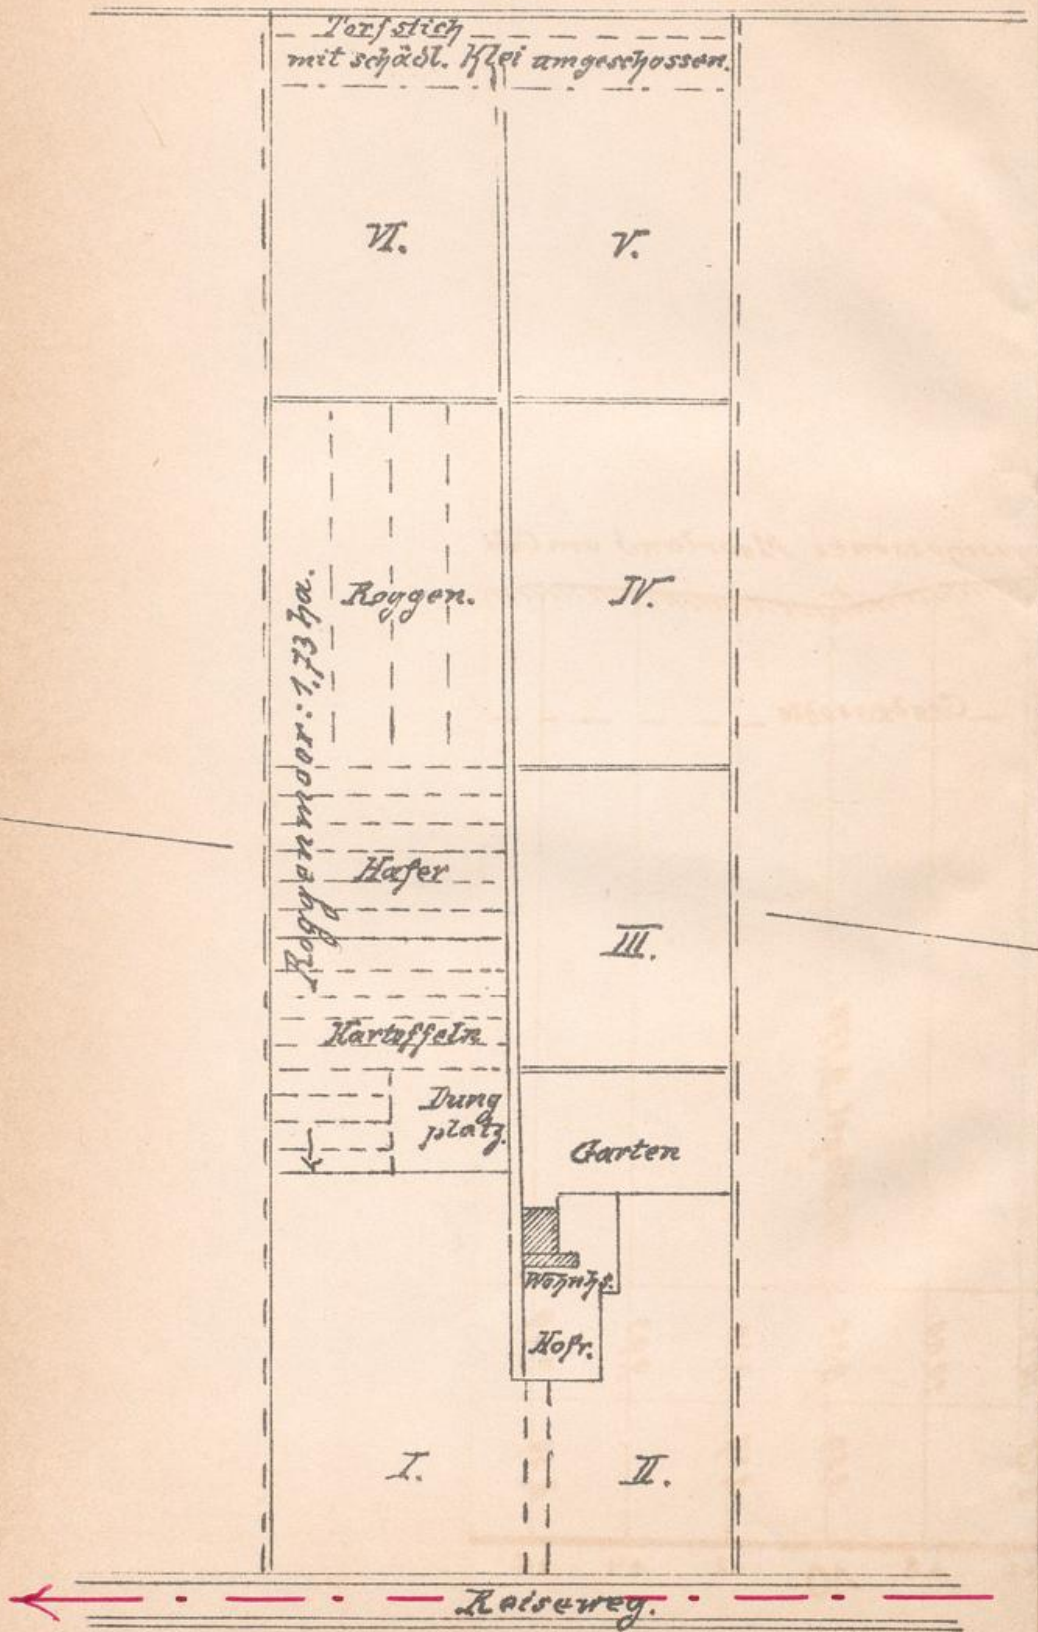 Torfstich
mit schädl. Klei umgeschossen.
VI.
V.
Roggen.
IV.
Roggenmoor: 1,73 ha.
Hafer
III.
Kartoffeln
Dung
platz.
Garten
Wohnhs.
Hofr.
I.
II.
Reiseweg.